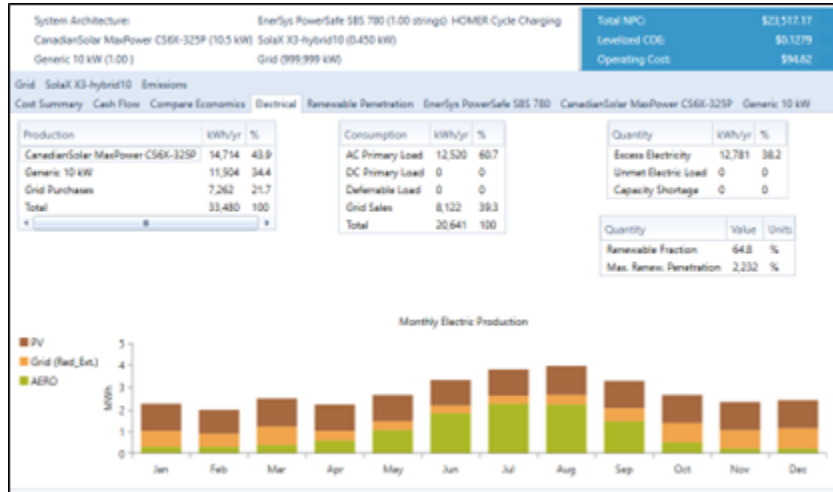 System Architecture: EnerSys PowerSafe SBS 780 (1.00 strings) HOMER Cycle Charging
CanadianSolar MaxPower CS6X-325P (10.5 kW) SolaX X3-hybrid10 (0.450 kW)
Generic 10 kW (1.00 ) Grid (999,999 kW)
Total NPC: $23,517.17
Levelized COE: $0.1279
Operating Cost: $94.62
Grid SolaX X3-hybrid10 Emissions
Cost Summary Cash Flow Compare Economics Electrical Renewable Penetration EnerSys PowerSafe SBS 780 CanadianSolar MaxPower CS6X-325P Generic 10 kW
Production kWh/yr %
CanadianSolar MaxPower CS6X-325P 14,714 43.9
Generic 10 kW 11,504 34.4
Grid Purchases 7,262 21.7
Total 33,480 100
Consumption kWh/yr %
AC Primary Load 12,520 60.7
DC Primary Load 0 0
Deferrable Load 0 0
Grid Sales 8,122 39.3
Total 20,641 100
Quantity kWh/yr %
Excess Electricity 12,781 38.2
Unmet Electric Load 0 0
Capacity Shortage 0 0
Quantity Value Units
Renewable Fraction 64.8 %
Max. Renew. Penetration 2,232 %
Monthly Electric Production
PV
Grid (Red_Ext.)
AERO
MWh
5
4
3
2
1
0
Jan Feb Mar Apr May Jun Jul Aug Sep Oct Nov Dec